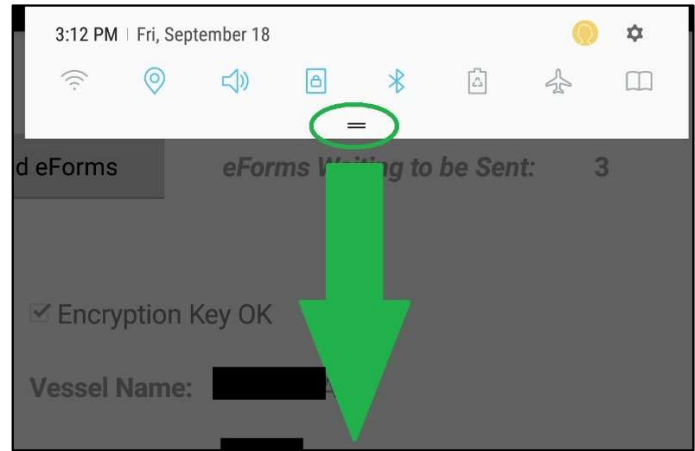 3:12 PM | Fri, September 18
d eForms eForms Waiting to be Sent: 3
Encryption Key OK
Vessel Name: